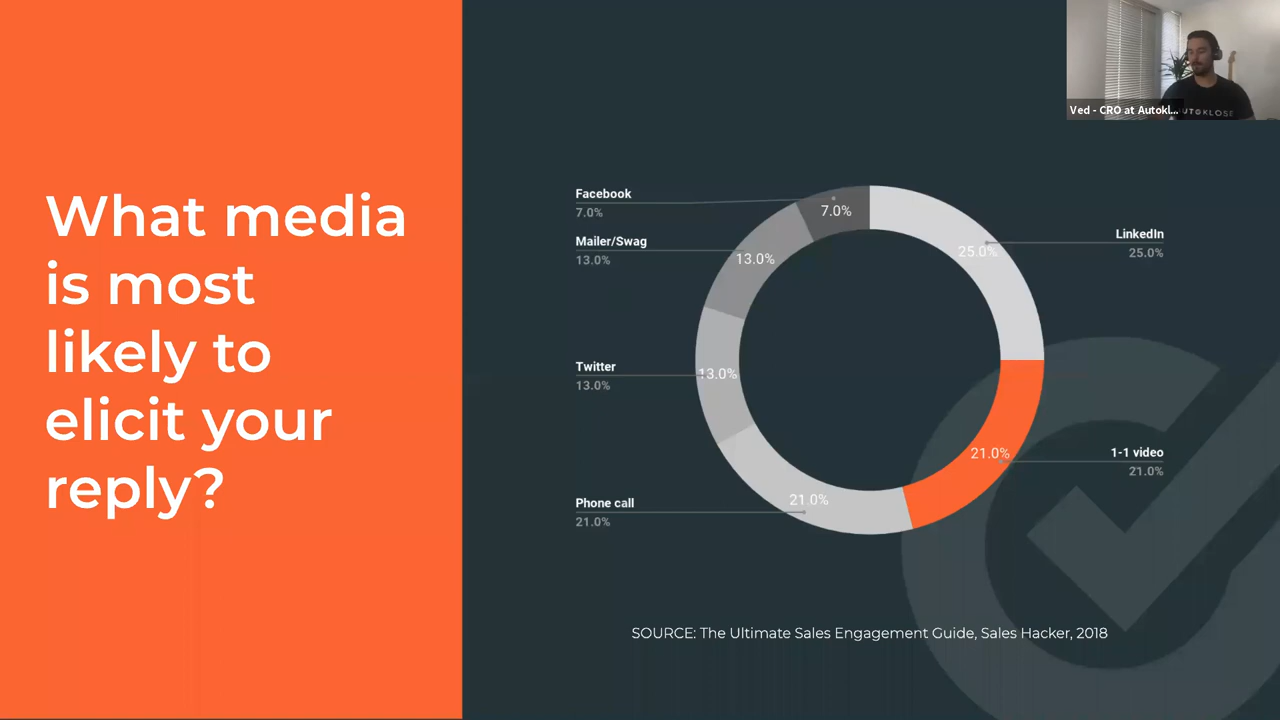 What media
is most
likely to
elicit your
reply?
Facebook
7.0%
Mailer/Swag
13.0%
Twitter
13.0%
Phone call
21.0%
7.0%
13.0%
13.0%
21.0%
25.0%
21.0%
LinkedIn
25.0%
1-1 video
21.0%
SOURCE: The Ultimate Sales Engagement Guide, Sales Hacker, 2018
Ved - CRO at Autokl...
UTOKLOSE